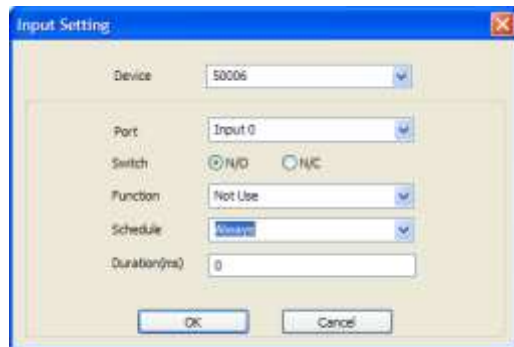 Input Setting
Device 50006
Port Input 0
Switch N/O N/C
Function Not Use
Schedule Always
Duration(ms) 0
OK Cancel